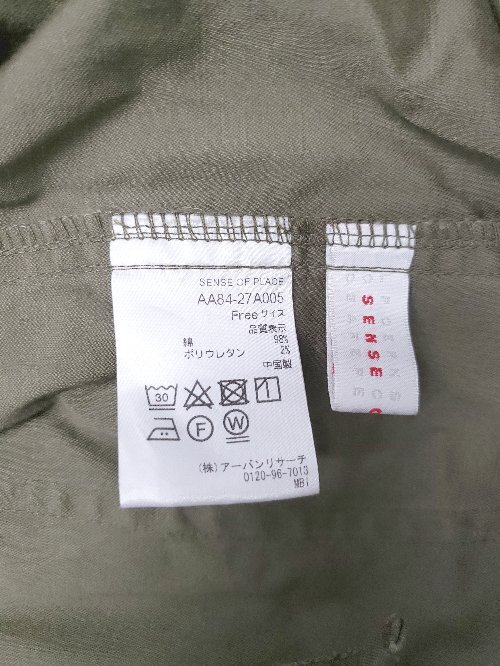 SENSE OF PLACE
AA84-27A005
Freeサイズ
品質表示
綿 98%
ポリウレタン 2%
中国製
30
F
W
(株)アーバンリサーチ
0120-96-7013
MBi
SENSE